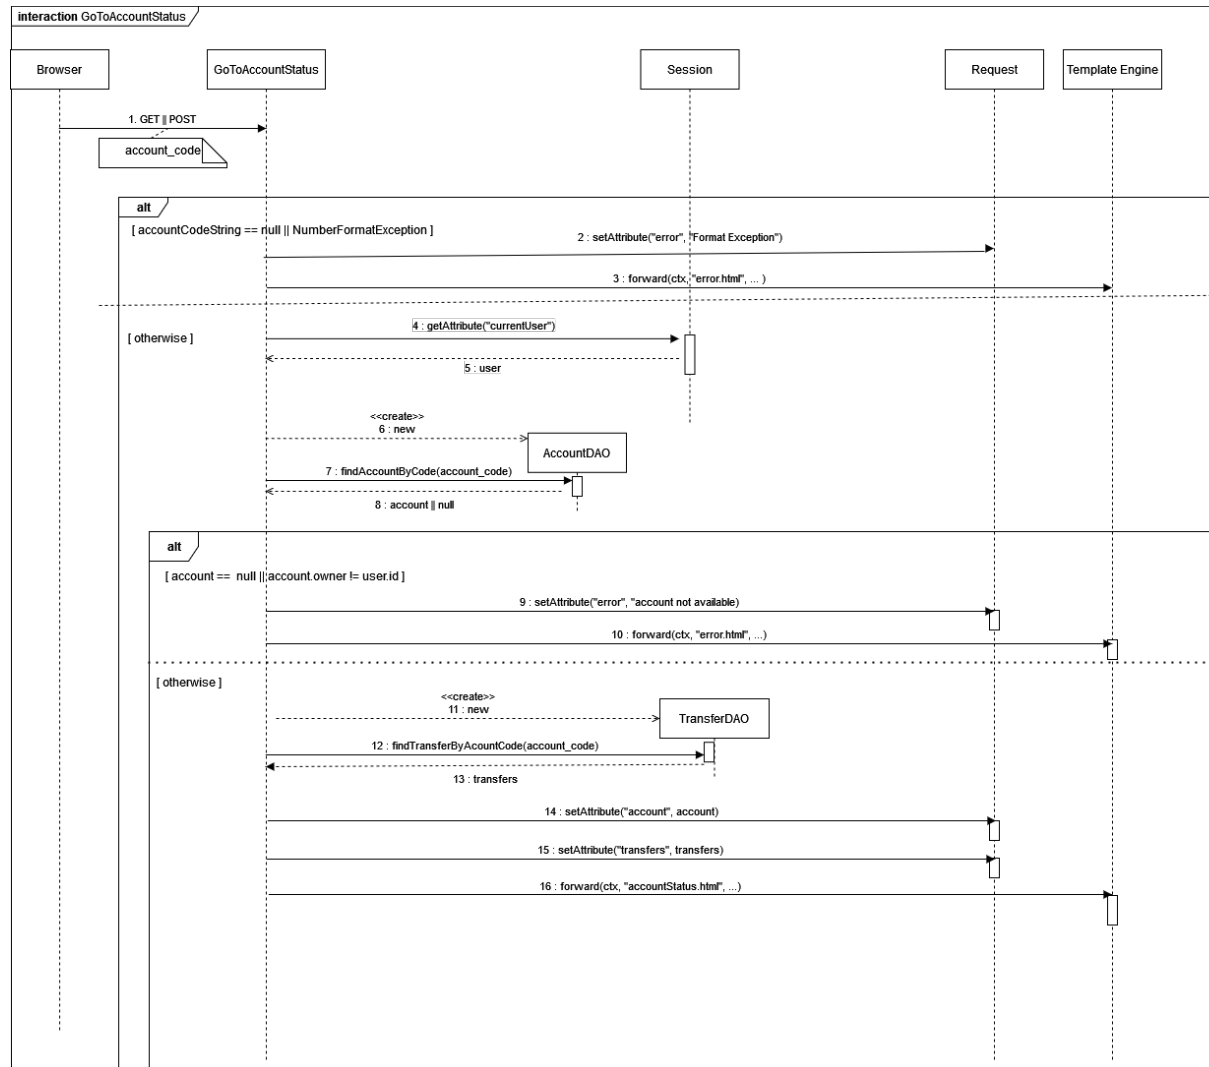 interaction GoToAccountStatus
Browser
GoToAccountStatus
Session
Request
Template Engine
1. GET || POST
account_code
alt
[ accountCodeString == null || NumberFormatException ]
2 : setAttribute("error", "Format Exception")
3 : forward(ctx, "error.html", ... )
[ otherwise ]
4 : getAttribute("currentUser")
5 : user
<<create>>
6 : new
AccountDAO
7 : findAccountByCode(account_code)
8 : account || null
alt
[ account == null || account.owner != user.id ]
9 : setAttribute("error", "account not available)
10 : forward(ctx, "error.html", ...)
[ otherwise ]
<<create>>
11 : new
TransferDAO
12 : findTransferByAcountCode(account_code)
13 : transfers
14 : setAttribute("account", account)
15 : setAttribute("transfers", transfers)
16 : forward(ctx, "accountStatus.html", ...)